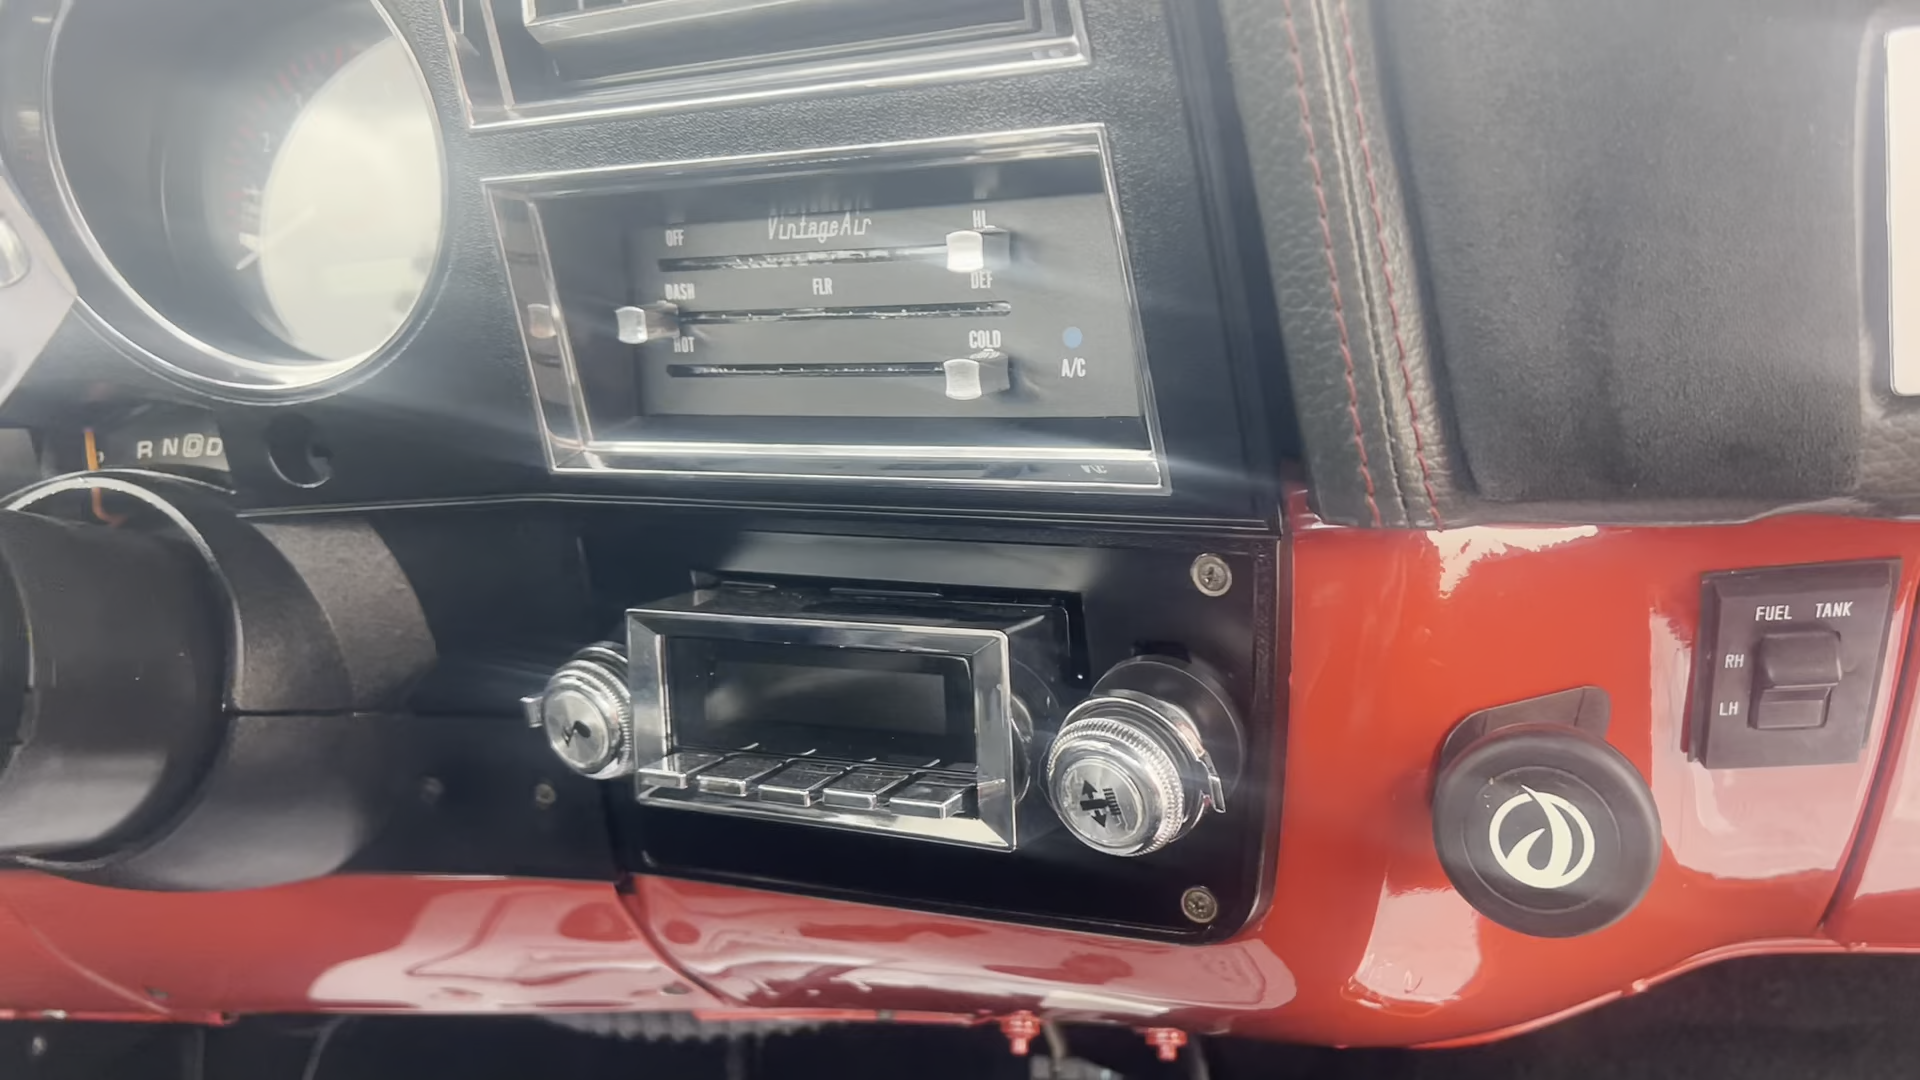 VintageAir
OFF HI
DASH FLR DEF
HOT COLD
A/C
R N D D
FUEL TANK
RH
LH